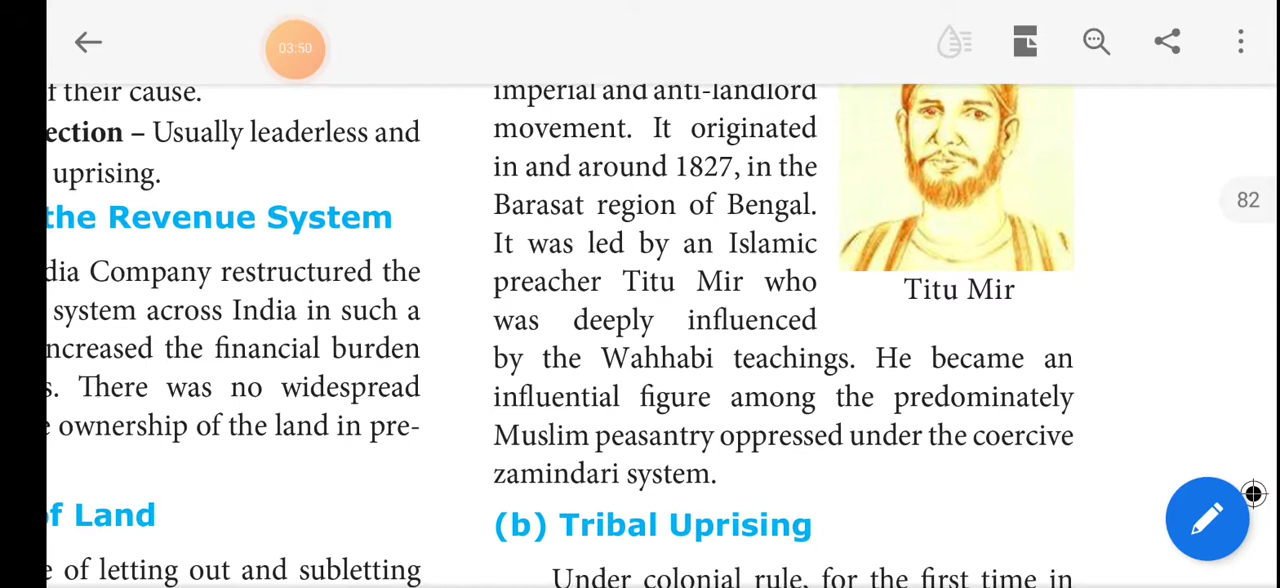 03:50
82
f their cause.
ection – Usually leaderless and
uprising.
the Revenue System
dia Company restructured the
system across India in such a
ncreased the financial burden
s. There was no widespread
e ownership of the land in pre-
of Land
e of letting out and subletting
imperial and anti-landlord
movement. It originated
in and around 1827, in the
Barasat region of Bengal.
It was led by an Islamic
preacher Titu Mir who
was deeply influenced
by the Wahhabi teachings. He became an
influential figure among the predominately
Muslim peasantry oppressed under the coercive
zamindari system.
Titu Mir
(b) Tribal Uprising
Under colonial rule, for the first time in